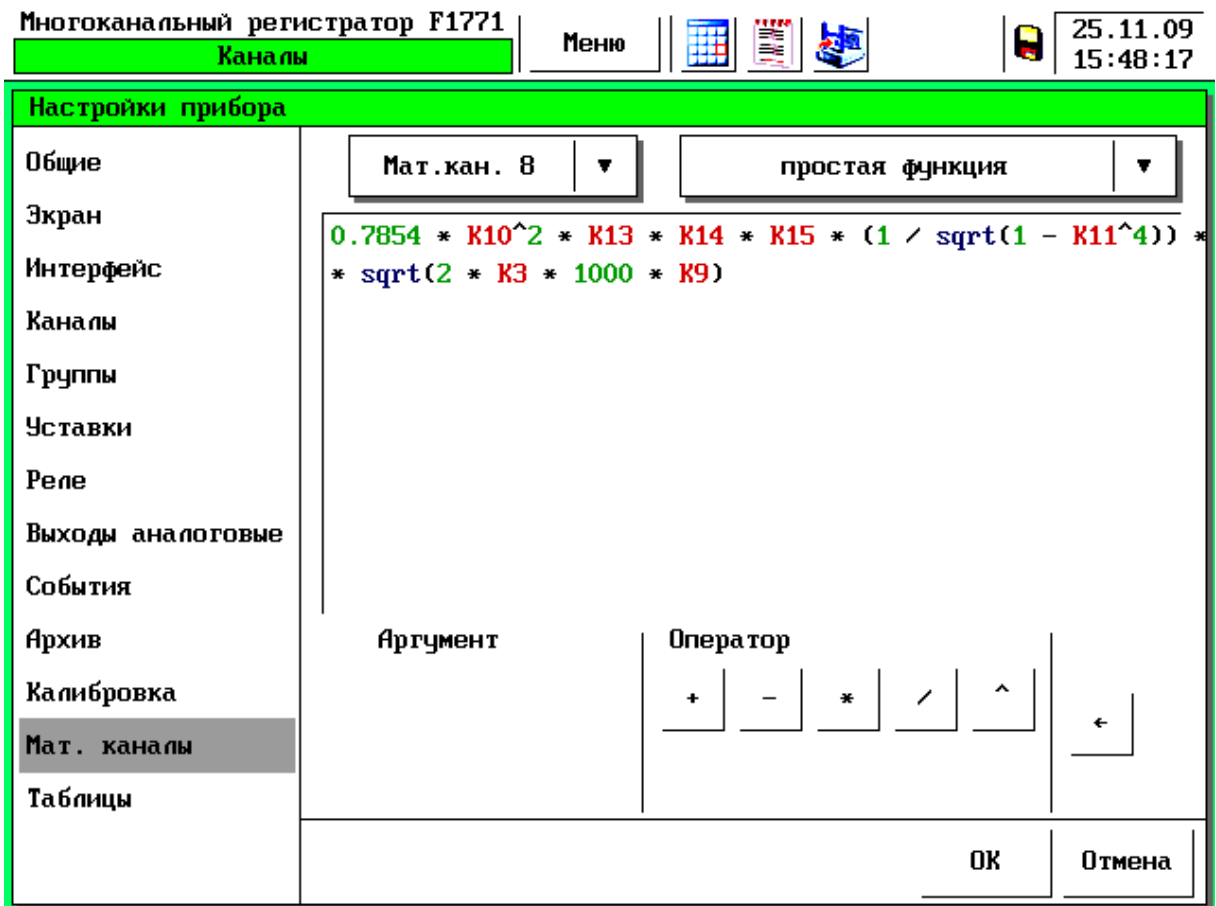 Многоканальный регистратор F1771
Каналы
Меню
25.11.09
15:48:17
Настройки прибора
Общие
Экран
Интерфейс
Каналы
Группы
Уставки
Реле
Выходы аналоговые
События
Архив
Калибровка
Мат. каналы
Таблицы
Мат.кан. 8 ▼
простая функция ▼
0.7854 * K10^2 * K13 * K14 * K15 * (1 / sqrt(1 - K11^4)) *
* sqrt(2 * K3 * 1000 * K9)
Аргумент
Оператор
+ - * / ^
←
ОК
Отмена